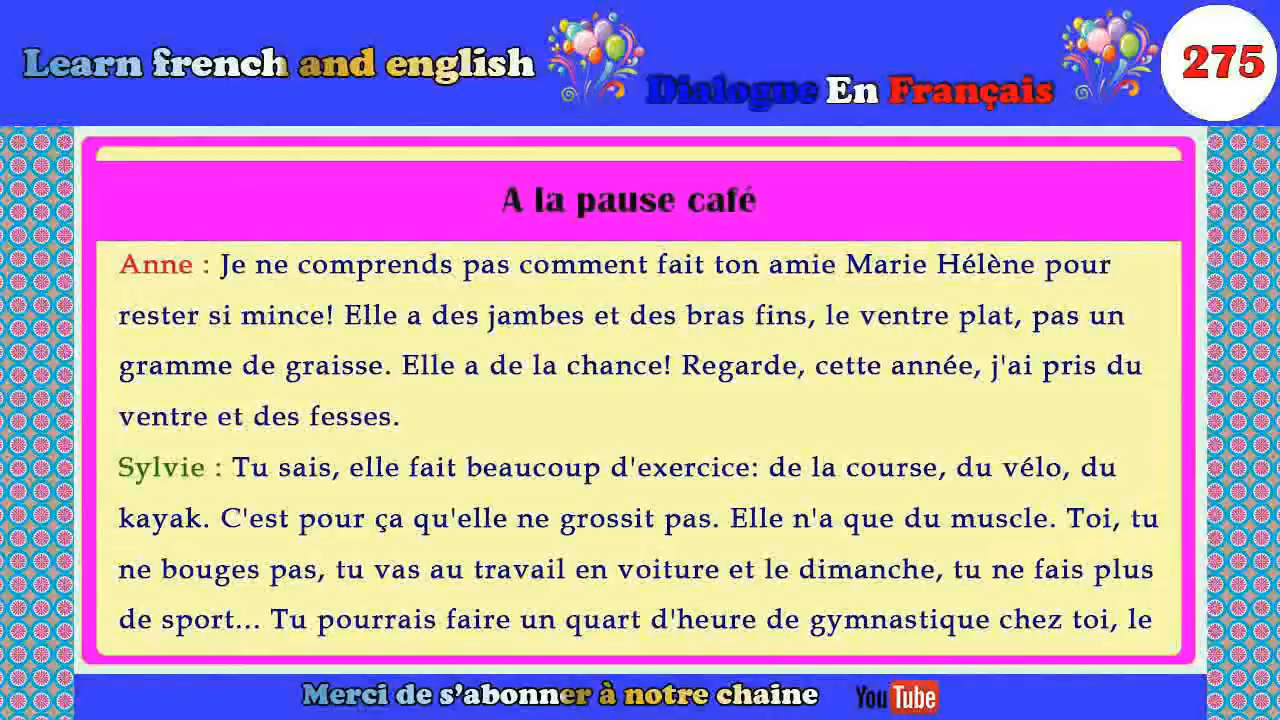 Learn french and english
Dialogue En Français
275
A la pause café
Anne : Je ne comprends pas comment fait ton amie Marie Hélène pour
rester si mince! Elle a des jambes et des bras fins, le ventre plat, pas un
gramme de graisse. Elle a de la chance! Regarde, cette année, j'ai pris du
ventre et des fesses.
Sylvie : Tu sais, elle fait beaucoup d'exercice: de la course, du vélo, du
kayak. C'est pour ça qu'elle ne grossit pas. Elle n'a que du muscle. Toi, tu
ne bouges pas, tu vas au travail en voiture et le dimanche, tu ne fais plus
de sport... Tu pourrais faire un quart d'heure de gymnastique chez toi, le
Merci de s'abonner à notre chaine
YouTube